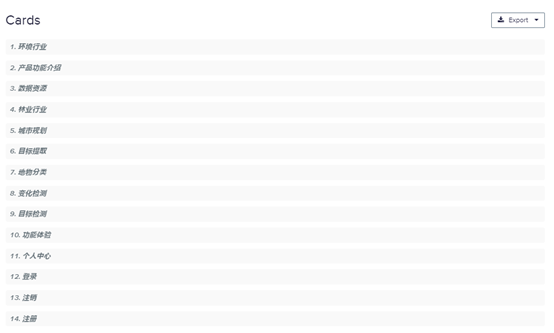 Cards
Export
1. 环境行业
2. 产品功能介绍
3. 数据资源
4. 林业行业
5. 城市规划
6. 目标提取
7. 地物分类
8. 变化检测
9. 目标检测
10. 功能体验
11. 个人中心
12. 登录
13. 注销
14. 注册